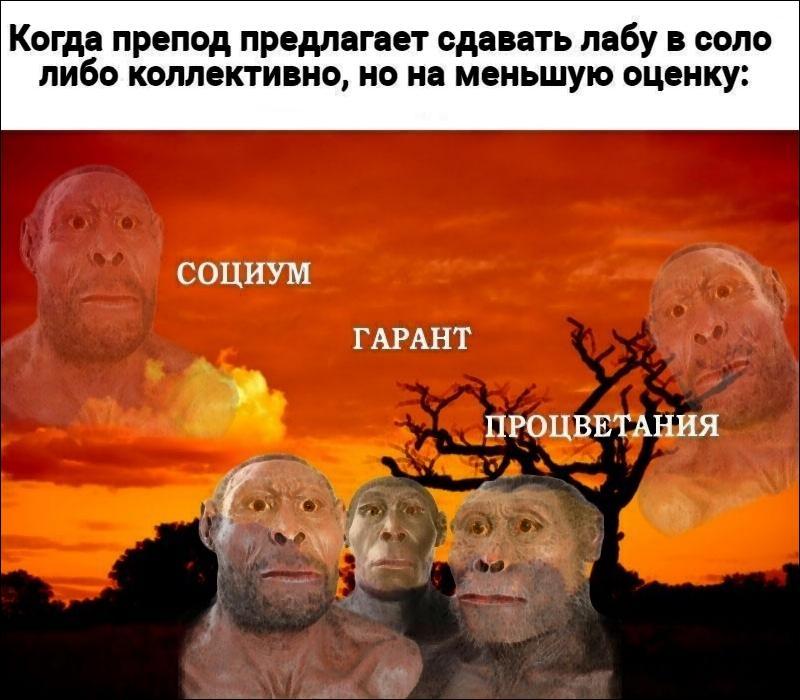 Когда препод предлагает сдавать лабу в соло
либо коллективно, но на меньшую оценку:
СОЦИУМ
ГАРАНТ
ПРОЦВЕТАНИЯ